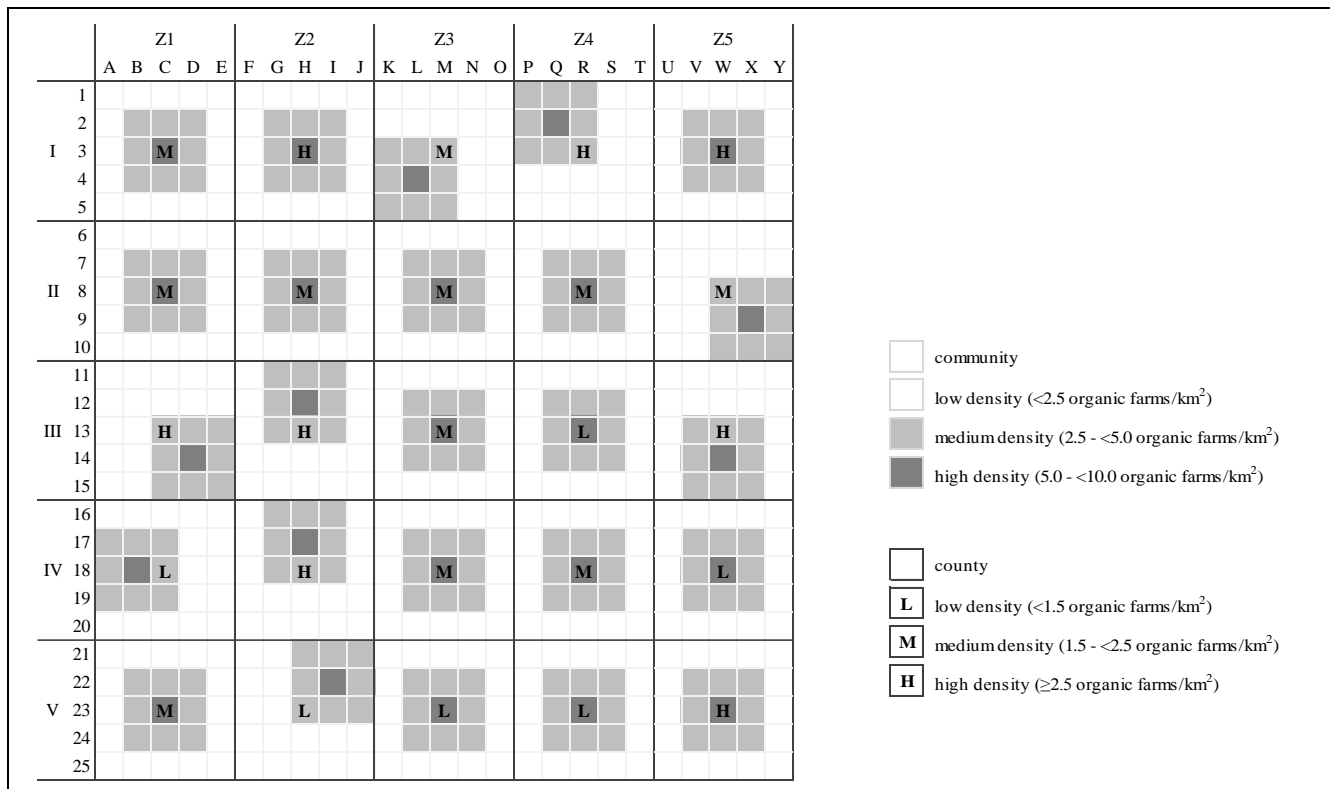 Z1 Z2 Z3 Z4 Z5
A B C D E F G H I J K L M N O P Q R S T U V W X Y
1
2
I 3 M H M H H
4
5
6
7
II 8 M M M M M
9
10
11
12
III 13 H H M L H
14
15
16
17
IV 18 L H M M L
19
20
21
22
V 23 M L L L H
24
25
community
low density (<2.5 organic farms/km²)
medium density (2.5 - <5.0 organic farms/km²)
high density (5.0 - <10.0 organic farms/km²)
county
L low density (<1.5 organic farms/km²)
M medium density (1.5 - <2.5 organic farms/km²)
H high density (≥2.5 organic farms/km²)